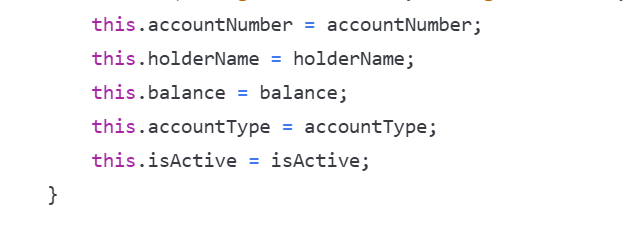 this.accountNumber = accountNumber;
this.holderName = holderName;
this.balance = balance;
this.accountType = accountType;
this.isActive = isActive;
}